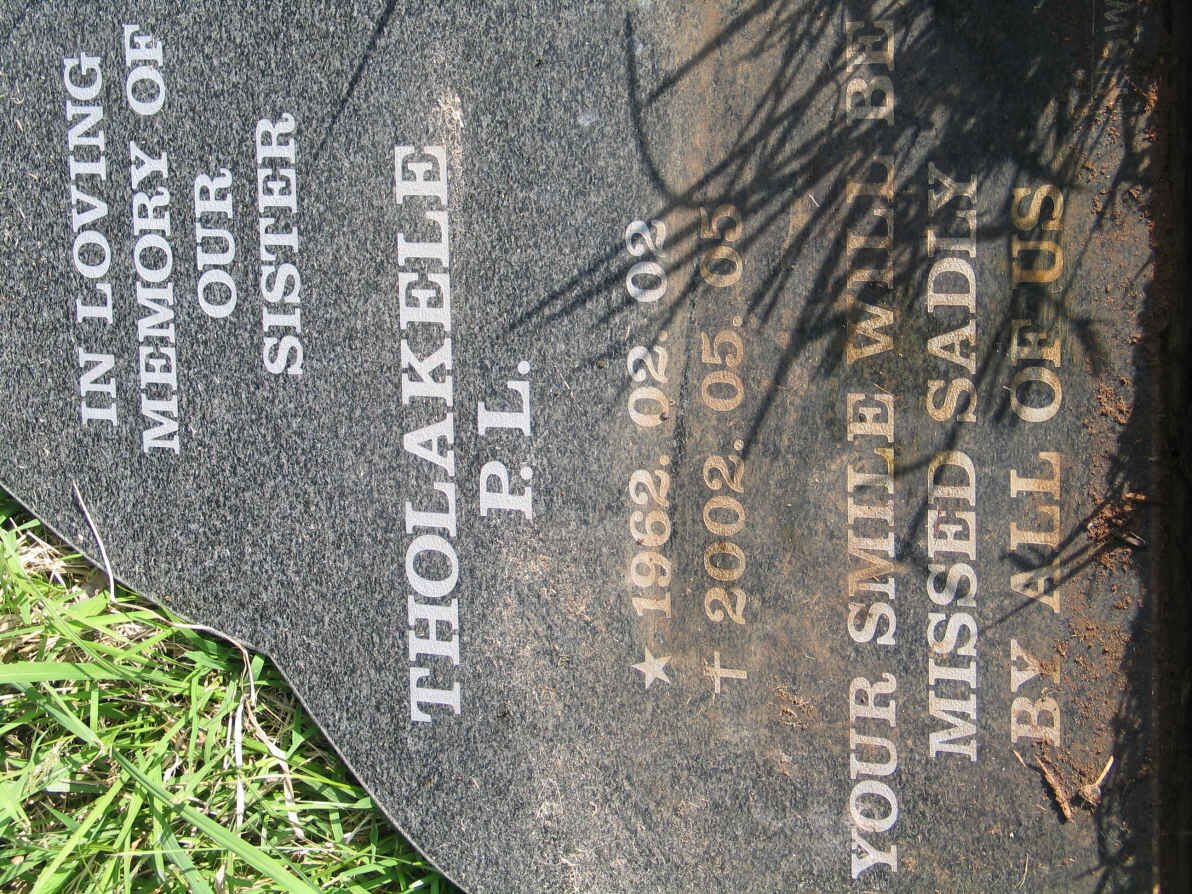 IN LOVING
MEMORY OF
OUR
SISTER
THOLAKELE
P.L.
★ 1962. 02. 02
✝ 2002. 05. 05
YOUR SMILE WILL BE
MISSED SADLY
BY ALL OF US